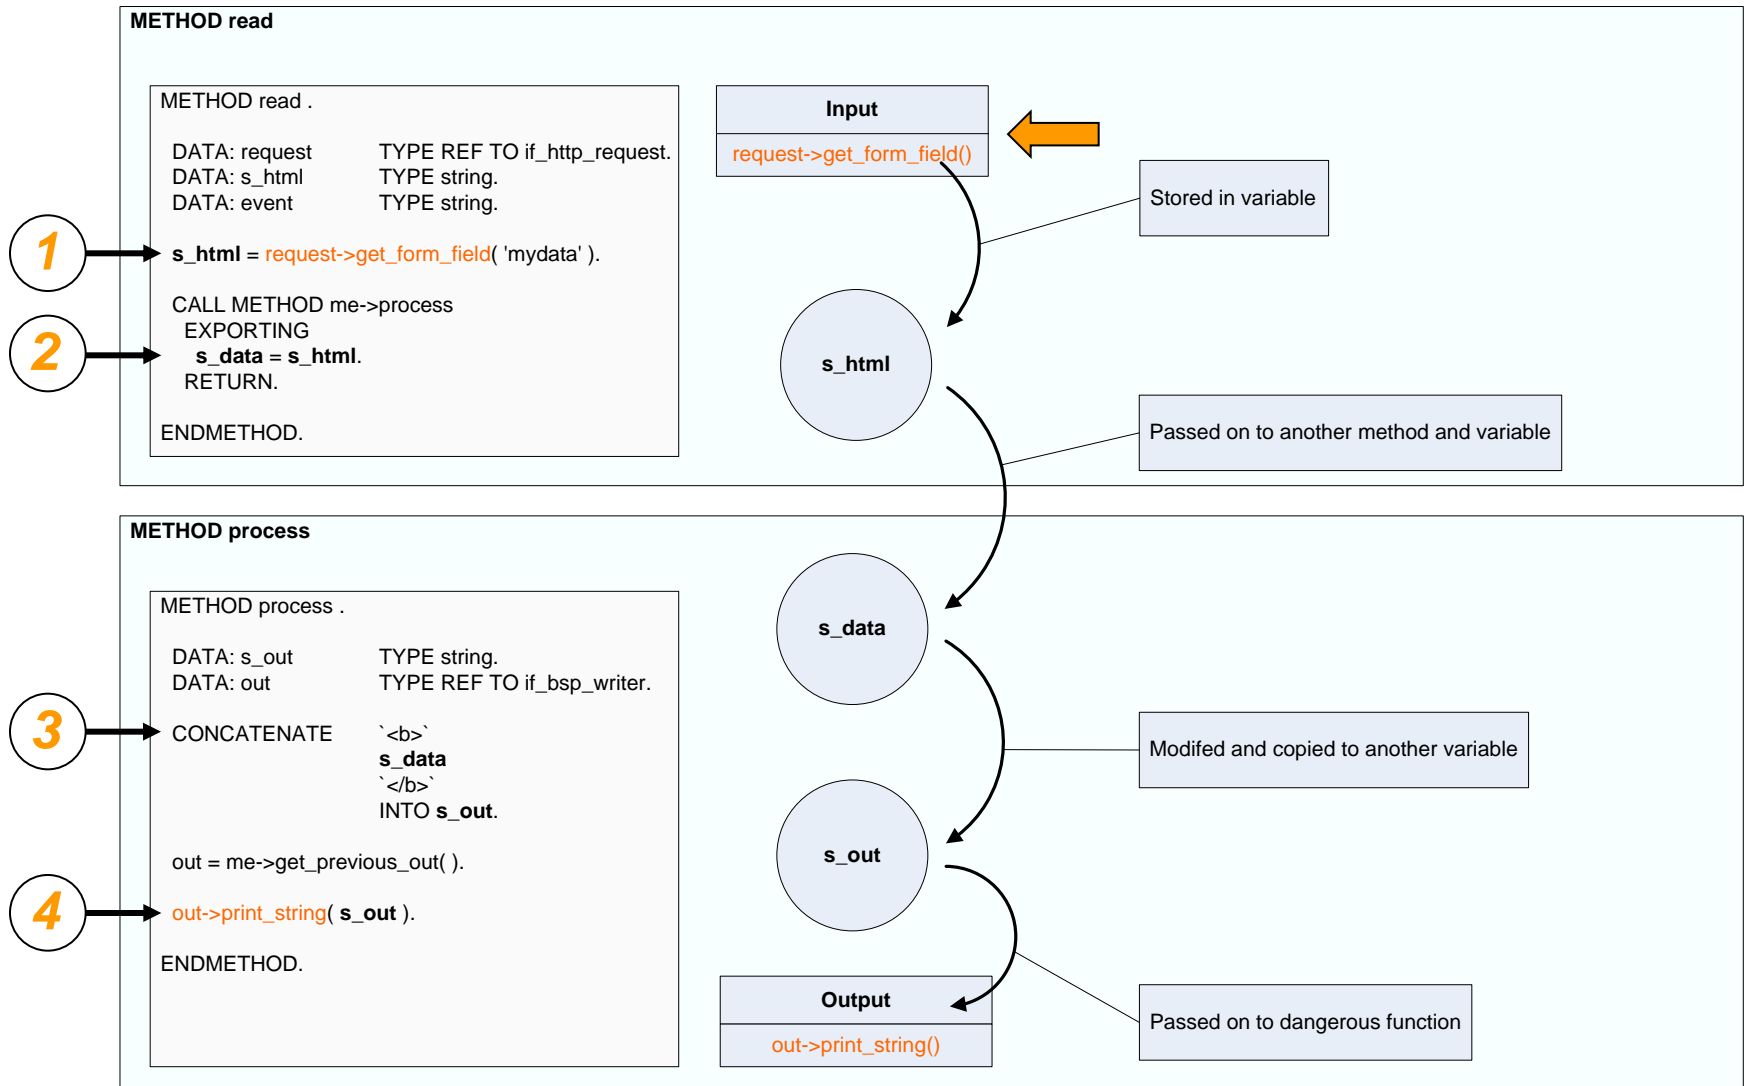 METHOD read
METHOD read .
DATA: request TYPE REF TO if_http_request.
DATA: s_html TYPE string.
DATA: event TYPE string.
s_html = request->get_form_field( 'mydata' ).
CALL METHOD me->process
EXPORTING
s_data = s_html.
RETURN.
ENDMETHOD.
1
2
Input
request->get_form_field()
Stored in variable
s_html
Passed on to another method and variable
METHOD process
METHOD process .
DATA: s_out TYPE string.
DATA: out TYPE REF TO if_bsp_writer.
CONCATENATE `<b>`
s_data
`</b>`
INTO s_out.
out = me->get_previous_out( ).
out->print_string( s_out ).
ENDMETHOD.
3
4
s_data
Modifed and copied to another variable
s_out
Output
out->print_string()
Passed on to dangerous function